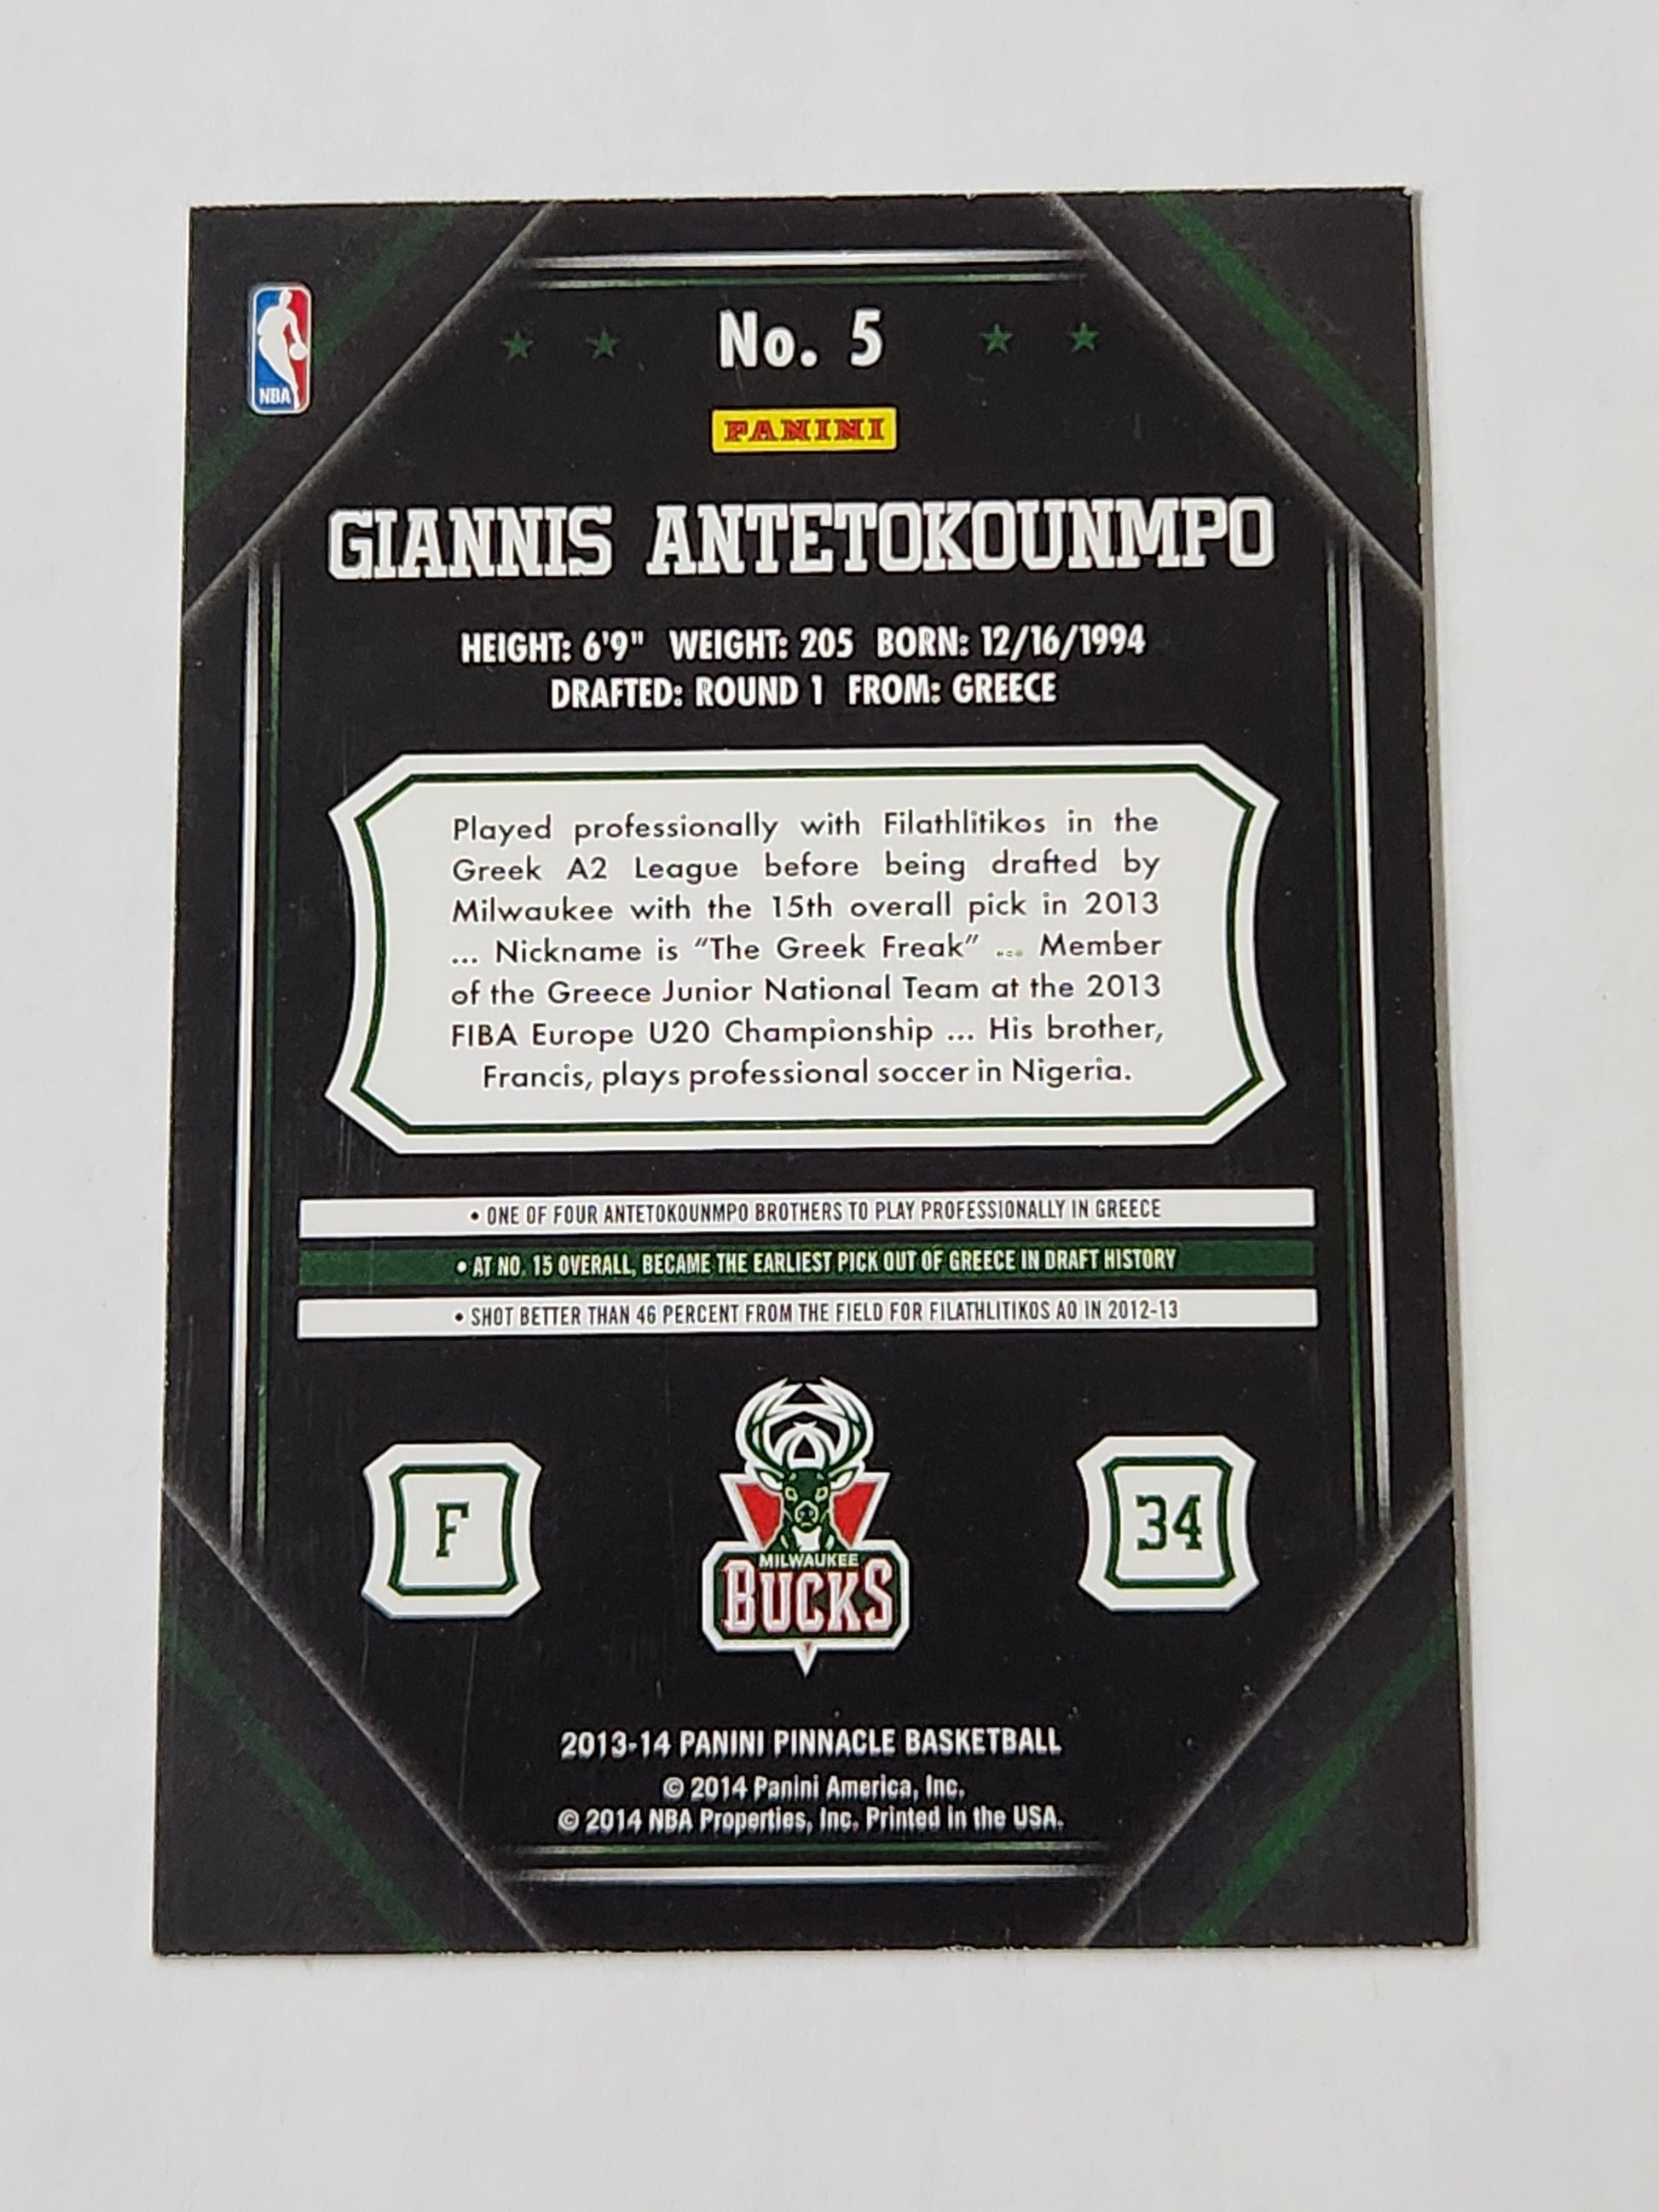 NBA
No. 5
PANINI
GIANNIS ANTETOKOUNMPO
HEIGHT: 6'9" WEIGHT: 205 BORN: 12/16/1994
DRAFTED: ROUND 1 FROM: GREECE
Played professionally with Filathlitikos in the
Greek A2 League before being drafted by
Milwaukee with the 15th overall pick in 2013
... Nickname is “The Greek Freak” ... Member
of the Greece Junior National Team at the 2013
FIBA Europe U20 Championship ... His brother,
Francis, plays professional soccer in Nigeria.
• ONE OF FOUR ANTETOKOUNMPO BROTHERS TO PLAY PROFESSIONALLY IN GREECE
• AT NO. 15 OVERALL, BECAME THE EARLIEST PICK OUT OF GREECE IN DRAFT HISTORY
• SHOT BETTER THAN 46 PERCENT FROM THE FIELD FOR FILATHLITIKOS AO IN 2012-13
F
MILWAUKEE
BUCKS
34
2013-14 PANINI PINNACLE BASKETBALL
© 2014 Panini America, Inc.
© 2014 NBA Properties, Inc. Printed in the USA.